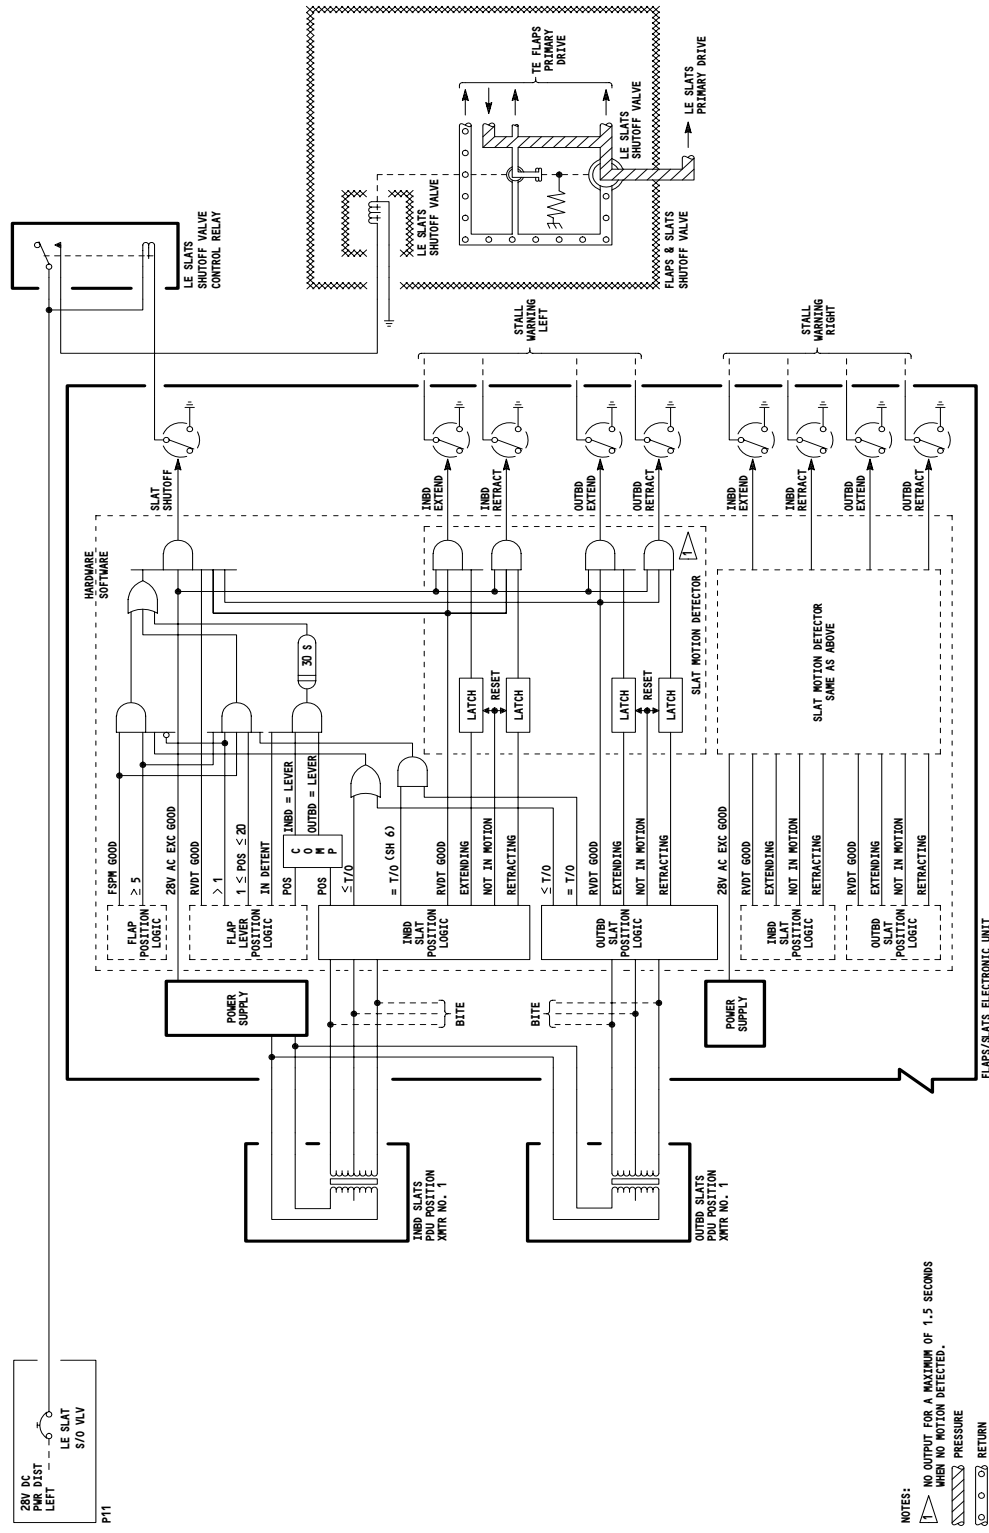 28V DC
PWR DIST
LEFT
LE SLAT
S/O VLV
P11
LE SLATS
SHUTOFF VALVE
CONTROL RELAY
LE SLATS
SHUTOFF VALVE
TE FLAPS
PRIMARY
DRIVE
LE SLATS
SHUTOFF VALVE
LE SLATS
PRIMARY DRIVE
FLAPS & SLATS
SHUTOFF VALVE
INBD SLATS
PDU POSITION
XMTR NO. 1
OUTBD SLATS
PDU POSITION
XMTR NO. 1
POWER
SUPPLY
BITE
BITE
POWER
SUPPLY
HARDWARE
SOFTWARE
FLAP
POSITION
LOGIC
FSPM GOOD
≥ 5
28V AC EXC GOOD
FLAP
LEVER
POSITION
LOGIC
RVDT GOOD
> 1
1 ≤ POS ≤ 20
IN DETENT
POS
INBD = LEVER
OUTBD = LEVER
COMP
30 S
INBD
SLAT
POSITION
LOGIC
POS
≤T/O
= T/O (SH 6)
RVDT GOOD
EXTENDING
NOT IN MOTION
RETRACTING
OUTBD
SLAT
POSITION
LOGIC
≤ T/O
= T/O
RVDT GOOD
EXTENDING
NOT IN MOTION
RETRACTING
LATCH
RESET
LATCH
LATCH
RESET
LATCH
1
SLAT MOTION DETECTOR
28V AC EXC GOOD
INBD
SLAT
POSITION
LOGIC
RVDT GOOD
EXTENDING
NOT IN MOTION
RETRACTING
OUTBD
SLAT
POSITION
LOGIC
RVDT GOOD
EXTENDING
NOT IN MOTION
RETRACTING
SLAT MOTION DETECTOR
SAME AS ABOVE
SLAT
SHUTOFF
INBD
EXTEND
INBD
RETRACT
OUTBD
EXTEND
OUTBD
RETRACT
INBD
EXTEND
INBD
RETRACT
OUTBD
EXTEND
OUTBD
RETRACT
STALL
WARNING
LEFT
STALL
WARNING
RIGHT
FLAPS/SLATS ELECTRONIC UNIT
NOTES:
1 NO OUTPUT FOR A MAXIMUM OF 1.5 SECONDS
WHEN NO MOTION DETECTED.
PRESSURE
RETURN